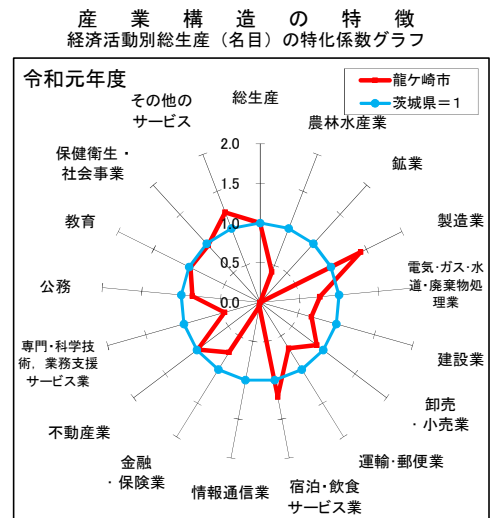 産業構造の特徴
経済活動別総生産（名目）の特化係数グラフ
令和元年度
龍ケ崎市
茨城県＝1
総生産
農林水産業
鉱業
製造業
電気・ガス・水
道・廃棄物処
理業
建設業
卸売
・小売業
運輸・郵便業
宿泊・飲食
サービス業
情報通信業
金融
・保険業
不動産業
専門・科学技
術，業務支援
サービス業
公務
教育
保健衛生・
社会事業
その他の
サービス
2.0
1.5
1.0
0.5
0.0